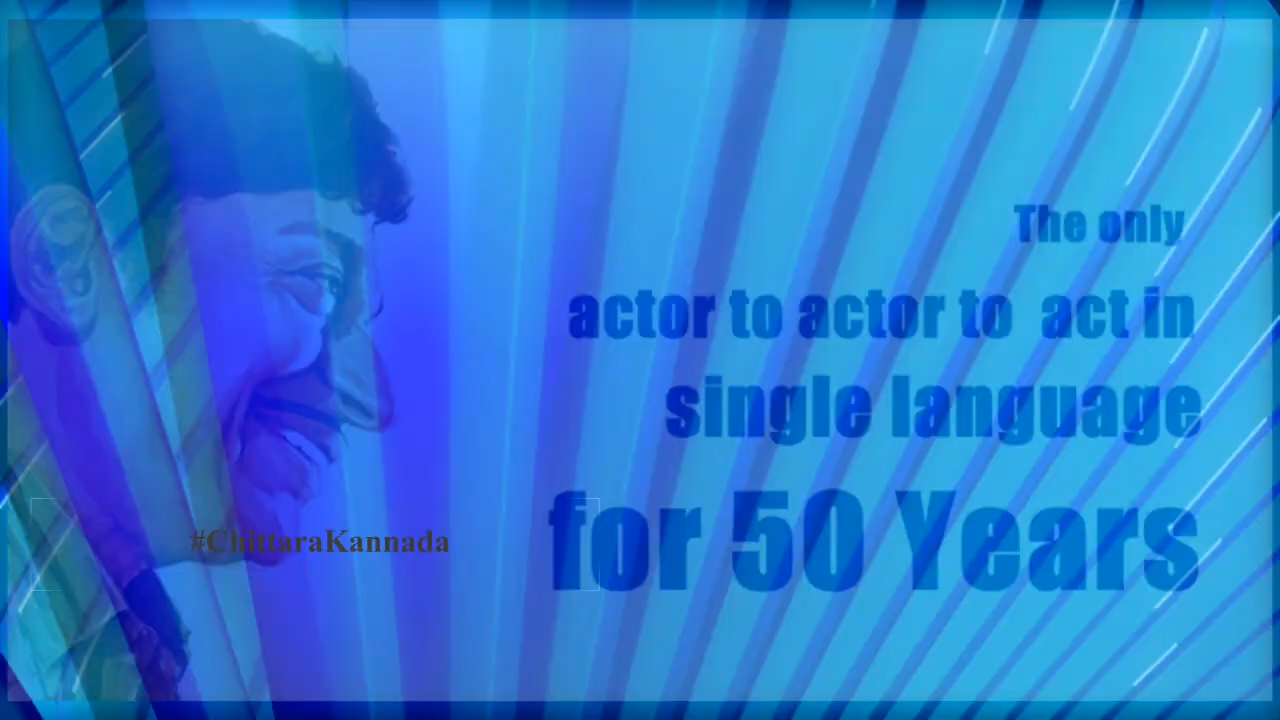 The only
actor to actor to act in
single language
for 50 Years
#ChittaraKannada